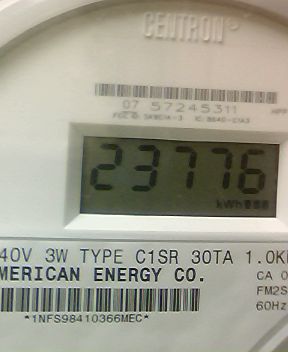 CENTRON
07 57245311
23776
kWh
40V 3W TYPE C1SR 30TA 1.0K
MERICAN ENERGY CO.
CA 0
FM2S
60Hz
*1NFS98410366MEC*